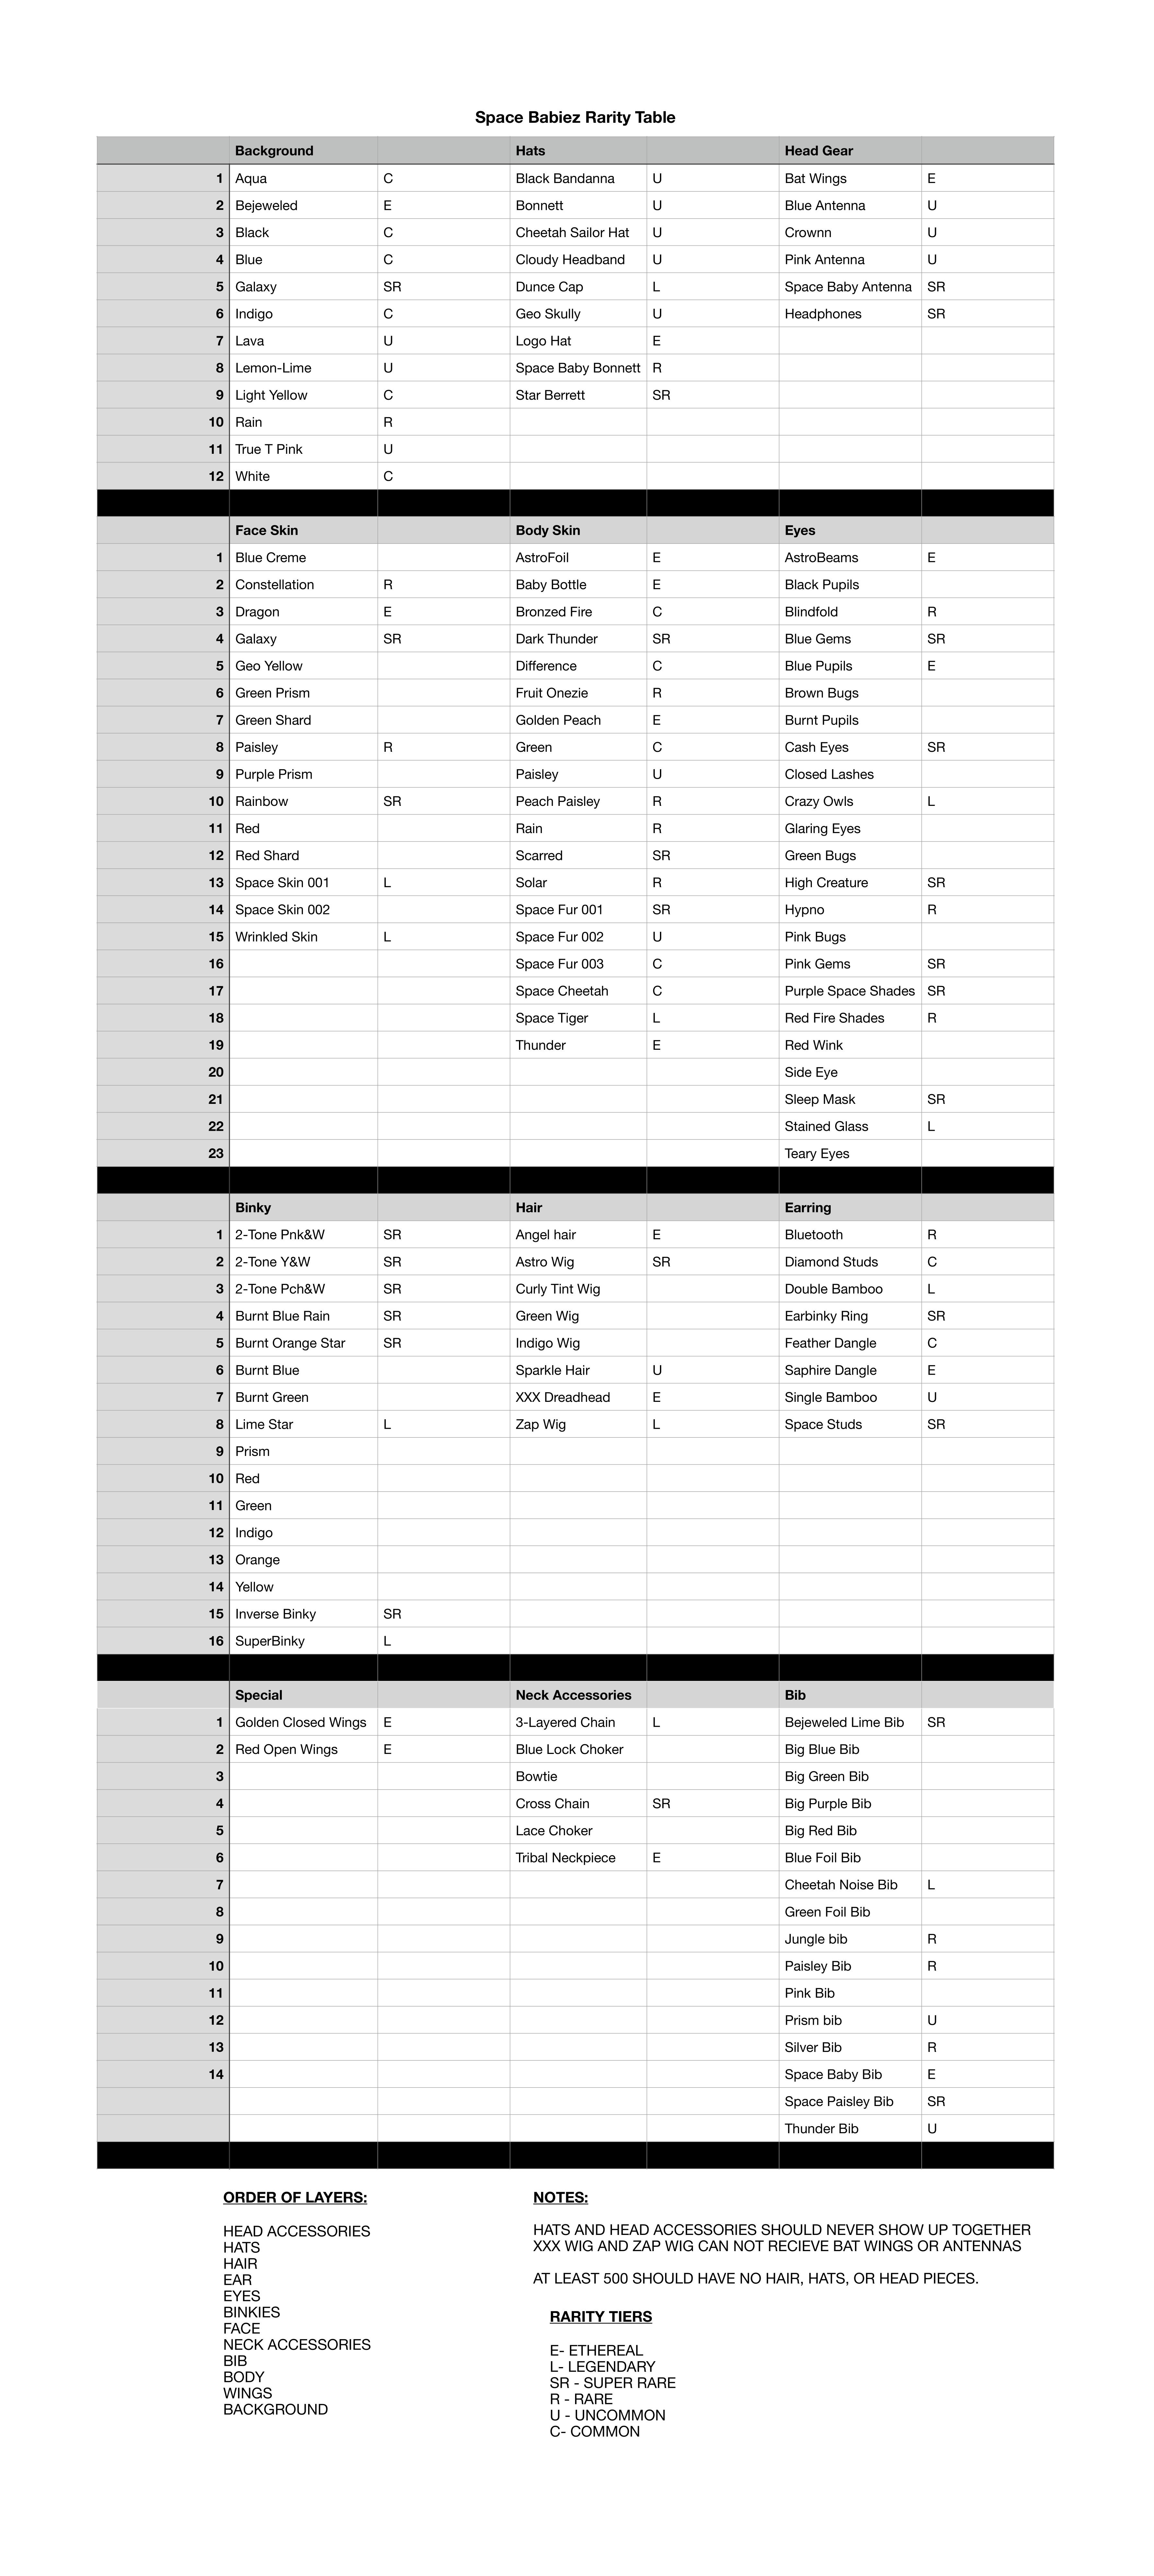 Space Babiez Rarity Table
Background Hats Head Gear
1 Aqua C Black Bandanna U Bat Wings E
2 Bejeweled E Bonnett U Blue Antenna U
3 Black C Cheetah Sailor Hat U Crownn U
4 Blue C Cloudy Headband U Pink Antenna U
5 Galaxy SR Dunce Cap L Space Baby Antenna SR
6 Indigo C Geo Skully U Headphones SR
7 Lava U Logo Hat E
8 Lemon-Lime U Space Baby Bonnett R
9 Light Yellow C Star Berrett SR
10 Rain R
11 True T Pink U
12 White C
Face Skin Body Skin Eyes
1 Blue Creme AstroFoil E AstroBeams E
2 Constellation R Baby Bottle E Black Pupils
3 Dragon E Bronzed Fire C Blindfold R
4 Galaxy SR Dark Thunder SR Blue Gems SR
5 Geo Yellow Difference C Blue Pupils E
6 Green Prism Fruit Onezie R Brown Bugs
7 Green Shard Golden Peach E Burnt Pupils
8 Paisley R Green C Cash Eyes SR
9 Purple Prism Paisley U Closed Lashes
10 Rainbow SR Peach Paisley R Crazy Owls L
11 Red Rain R Glaring Eyes
12 Red Shard Scarred SR Green Bugs
13 Space Skin 001 L Solar R High Creature SR
14 Space Skin 002 Space Fur 001 SR Hypno R
15 Wrinkled Skin L Space Fur 002 U Pink Bugs
16 Space Fur 003 C Pink Gems SR
17 Space Cheetah C Purple Space Shades SR
18 Space Tiger L Red Fire Shades R
19 Thunder E Red Wink
20 Side Eye
21 Sleep Mask SR
22 Stained Glass L
23 Teary Eyes
Binky Hair Earring
1 2-Tone Pnk&W SR Angel hair E Bluetooth R
2 2-Tone Y&W SR Astro Wig SR Diamond Studs C
3 2-Tone Pch&W SR Curly Tint Wig Double Bamboo L
4 Burnt Blue Rain SR Green Wig Earbinky Ring SR
5 Burnt Orange Star SR Indigo Wig Feather Dangle C
6 Burnt Blue Sparkle Hair U Saphire Dangle E
7 Burnt Green XXX Dreadhead E Single Bamboo U
8 Lime Star L Zap Wig L Space Studs SR
9 Prism
10 Red
11 Green
12 Indigo
13 Orange
14 Yellow
15 Inverse Binky SR
16 SuperBinky L
Special Neck Accessories Bib
1 Golden Closed Wings E 3-Layered Chain L Bejeweled Lime Bib SR
2 Red Open Wings E Blue Lock Choker Big Blue Bib
3 Bowtie Big Green Bib
4 Cross Chain SR Big Purple Bib
5 Lace Choker Big Red Bib
6 Tribal Neckpiece E Blue Foil Bib
7 Cheetah Noise Bib L
8 Green Foil Bib
9 Jungle bib R
10 Paisley Bib R
11 Pink Bib
12 Prism bib U
13 Silver Bib R
14 Space Baby Bib E
Space Paisley Bib SR
Thunder Bib U
ORDER OF LAYERS:
HEAD ACCESSORIES
HATS
HAIR
EAR
EYES
BINKIES
FACE
NECK ACCESSORIES
BIB
BODY
WINGS
BACKGROUND
NOTES:
HATS AND HEAD ACCESSORIES SHOULD NEVER SHOW UP TOGETHER
XXX WIG AND ZAP WIG CAN NOT RECIEVE BAT WINGS OR ANTENNAS
AT LEAST 500 SHOULD HAVE NO HAIR, HATS, OR HEAD PIECES.
RARITY TIERS
E- ETHEREAL
L- LEGENDARY
SR - SUPER RARE
R - RARE
U - UNCOMMON
C- COMMON